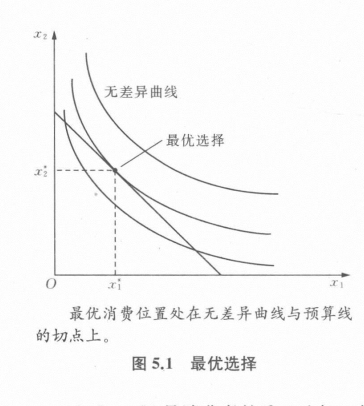 x₂
无差异曲线
最优选择
x₂*
O
x₁*
x₁
最优消费位置处在无差异曲线与预算线
的切点上。
图 5.1 最优选择